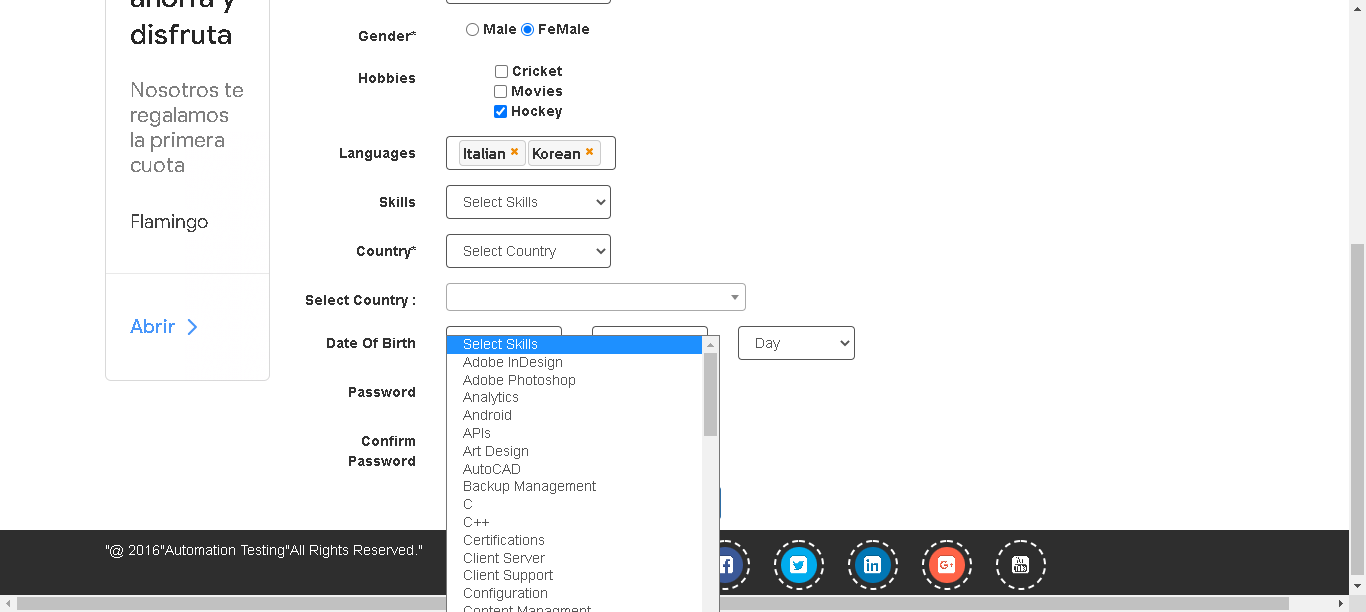 ahorra y
disfruta
Nosotros te
regalamos
la primera
cuota
Flamingo
Abrir
Gender*
Male FeMale
Hobbies
Cricket
Movies
Hockey
Languages
Italian Korean
Skills
Select Skills
Country*
Select Country
Select Country :
Date Of Birth
Day
Password
Confirm
Password
Select Skills
Adobe InDesign
Adobe Photoshop
Analytics
Android
APIs
Art Design
AutoCAD
Backup Management
C
C++
Certifications
Client Server
Client Support
Configuration
Content Managment
"@ 2016"Automation Testing"All Rights Reserved."